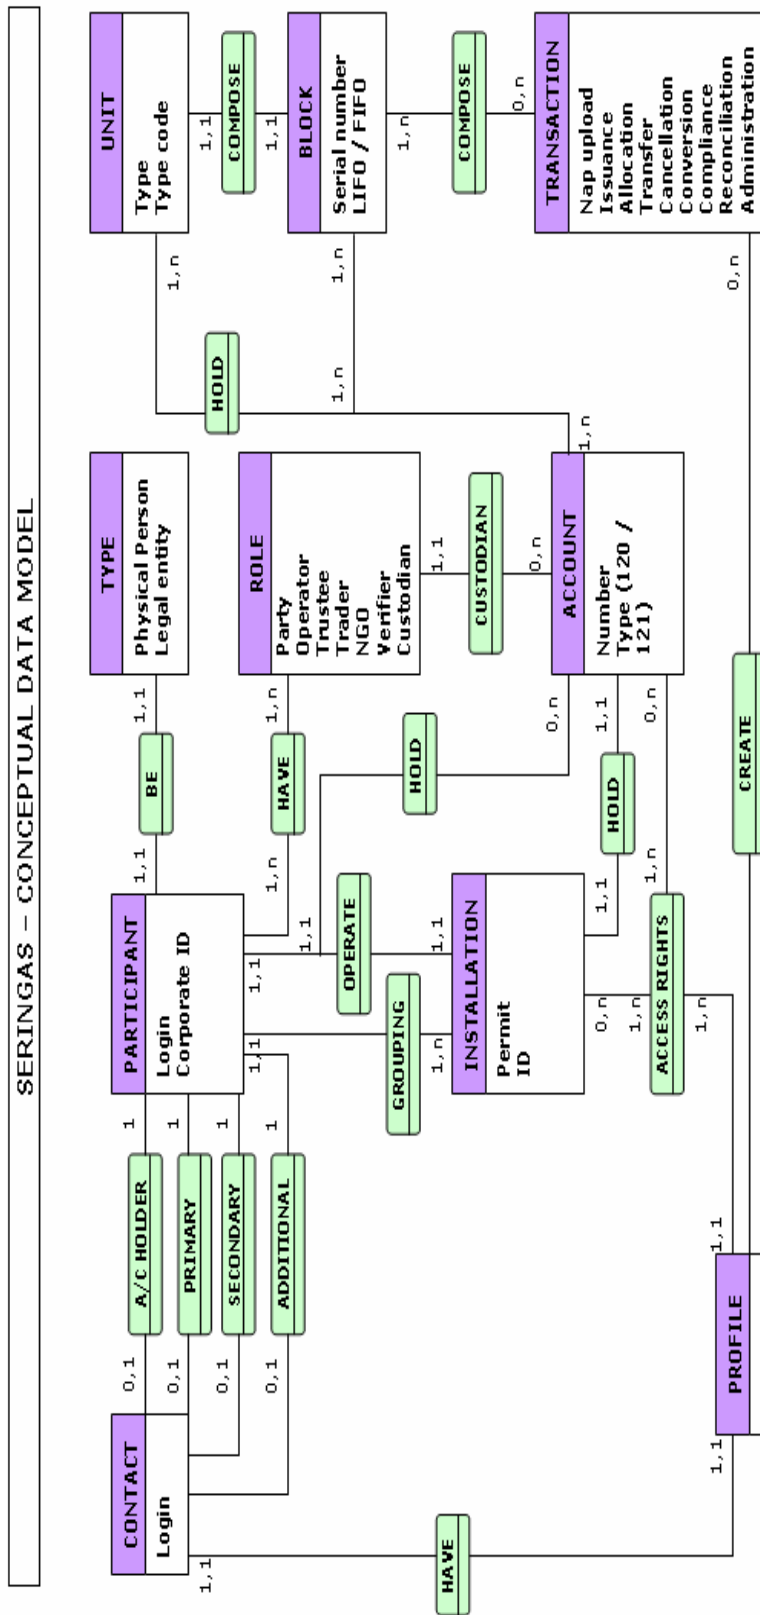 SERINGAS – CONCEPTUAL DATA MODEL
CONTACT
Login
0,1
A/C HOLDER
1
0,1
PRIMARY
1
0,1
SECONDARY
1
0,1
ADDITIONAL
1
1,1
HAVE
1,1
PARTICIPANT
Login
Corporate ID
1,1
BE
1,1
TYPE
Physical Person
Legal entity
1,n
HAVE
1,n
ROLE
Party
Operator
Trustee
Trader
NGO
Verifier
Custodian
1,1
CUSTODIAN
0,n
1,1
GROUPING
1,n
1,1
OPERATE
1,1
1,1
HOLD
0,n
INSTALLATION
Permit
ID
1,1
HOLD
1,1
ACCOUNT
Number
Type (120 /
121)
0,n
1,n
ACCESS RIGHTS
1,n
0,n
1,n
1,1
PROFILE
CREATE
0,n
1,n
HOLD
1,n
1,n
1,n
UNIT
Type
Type code
1,1
COMPOSE
1,1
BLOCK
Serial number
LIFO / FIFO
1,n
COMPOSE
0,n
TRANSACTION
Nap upload
Issuance
Allocation
Transfer
Cancellation
Conversion
Compliance
Reconciliation
Administration